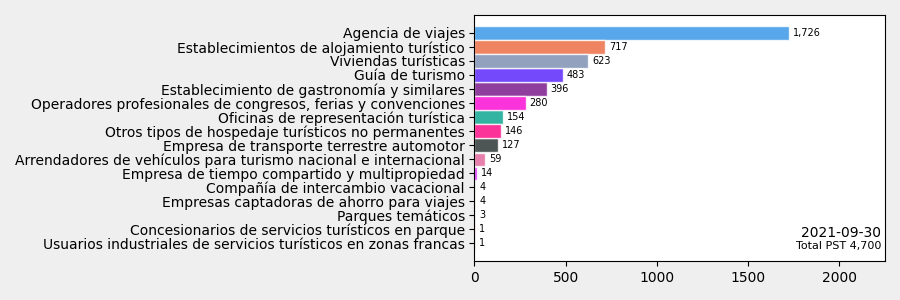 Agencia de viajes 1,726
Establecimientos de alojamiento turístico 717
Viviendas turísticas 623
Guía de turismo 483
Establecimiento de gastronomía y similares 396
Operadores profesionales de congresos, ferias y convenciones 280
Oficinas de representación turística 154
Otros tipos de hospedaje turísticos no permanentes 146
Empresa de transporte terrestre automotor 127
Arrendadores de vehículos para turismo nacional e internacional 59
Empresa de tiempo compartido y multipropiedad 14
Compañía de intercambio vacacional 4
Empresas captadoras de ahorro para viajes 4
Parques temáticos 3
Concesionarios de servicios turísticos en parque 1
Usuarios industriales de servicios turísticos en zonas francas 1
2021-09-30
Total PST 4,700
0 500 1000 1500 2000